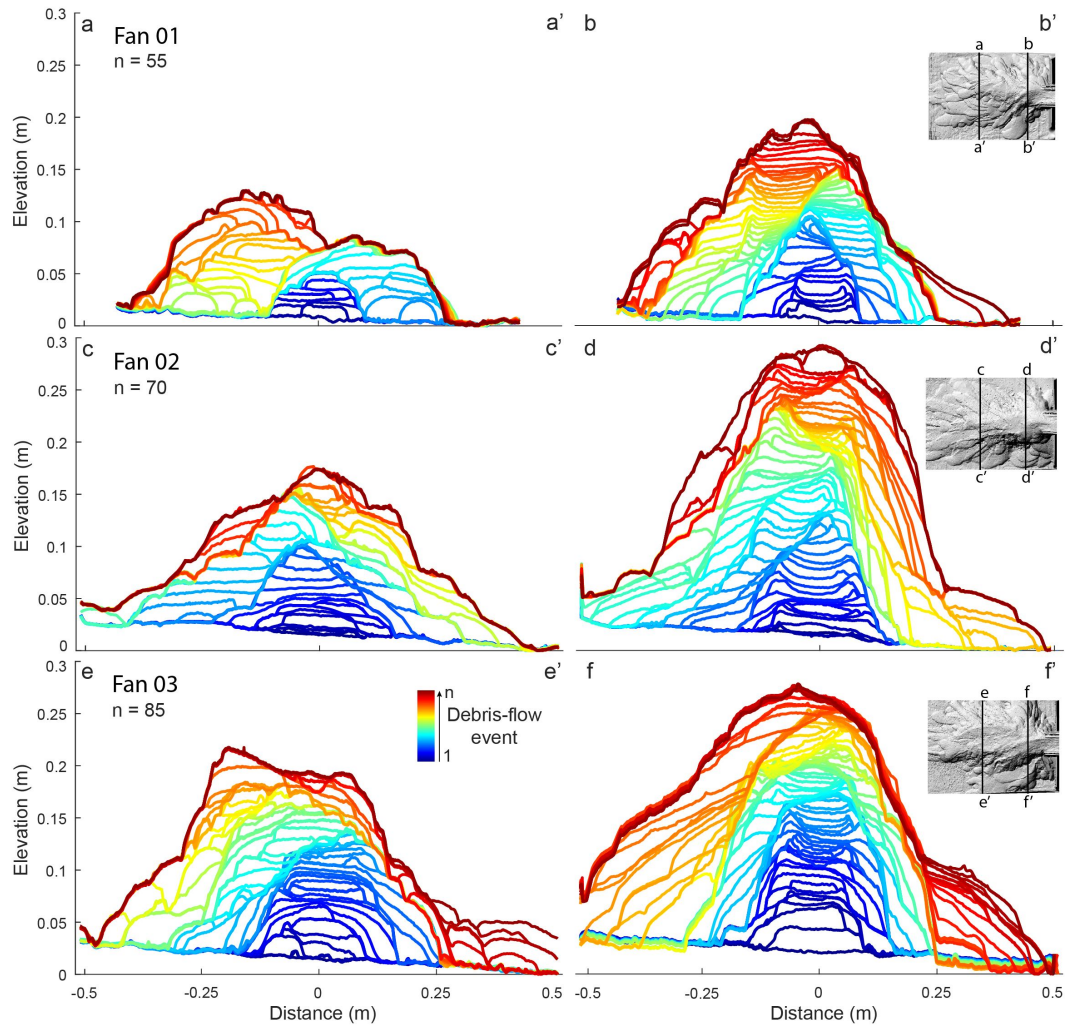 a
a’
b
b’
Fan 01
n = 55
0.3
0.25
0.2
0.15
0.1
0.05
0
Elevation (m)
a
b
a’
b’
c
c’
d
d’
Fan 02
n = 70
0.3
0.25
0.2
0.15
0.1
0.05
0
Elevation (m)
c
d
c’
d’
e
e’
f
f’
Fan 03
n = 85
0.3
0.25
0.2
0.15
0.1
0.05
0
Elevation (m)
n
Debris-flow
event
1
e
f
e’
f’
-0.5
-0.25
0
0.25
0.5
-0.5
-0.25
0
0.25
0.5
Distance (m)
Distance (m)